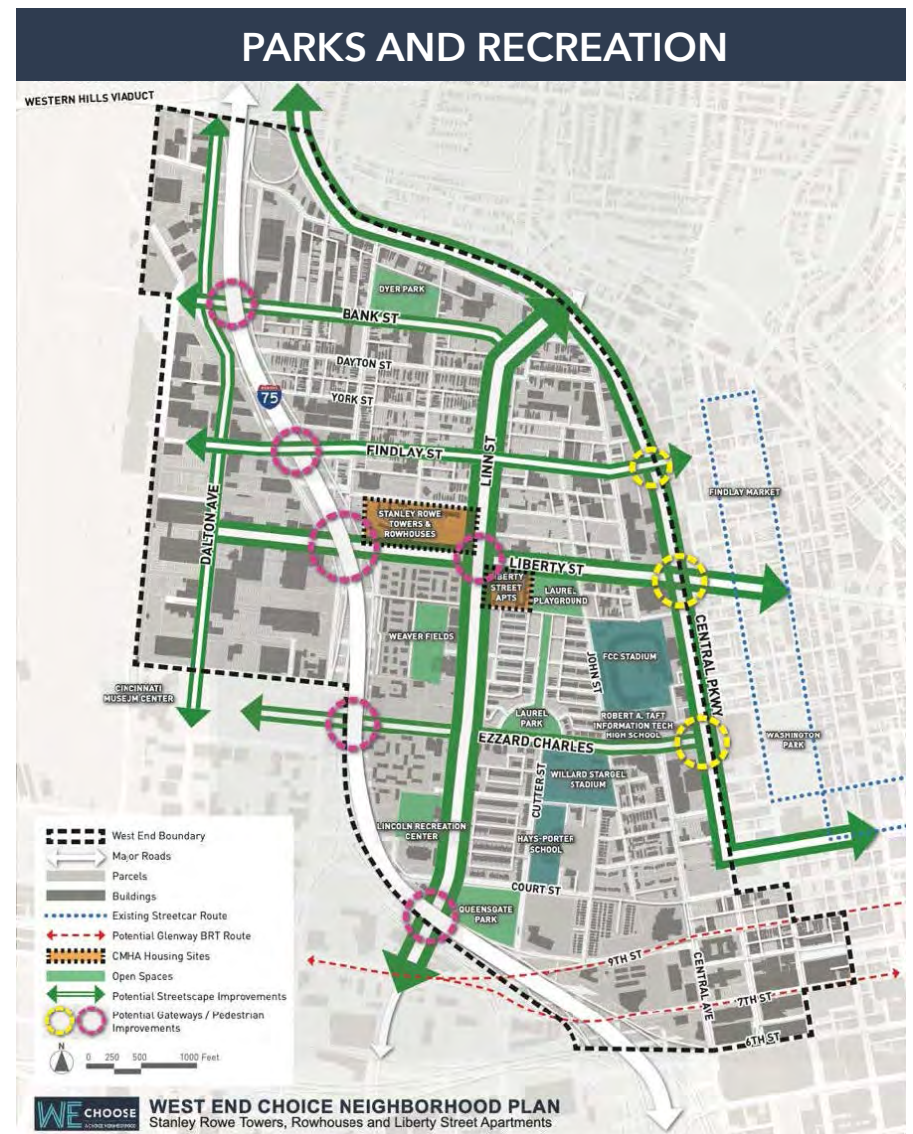 PARKS AND RECREATION
WESTERN HILLS VIADUCT
DYER PARK
BANK ST
DAYTON ST
75
YORK ST
LINN ST
FINDLAY ST
DALTON AVE
FINDLAY MARKET
STANLEY ROWE
TOWERS &
ROWHOUSES
LIBERTY ST
LIBERTY
STREET
APTS
LAUREL
PLAYGROUND
WEAVER FIELDS
JOHN ST
FCC STADIUM
CENTRAL PKWY
CINCINNATI
MUSEUM CENTER
LAUREL
PARK
ROBERT A. TAFT
INFORMATION TECH
HIGH SCHOOL
WASHINGTON
PARK
EZZARD CHARLES
WILLARD STARGEL
STADIUM
CUTTER ST
LINCOLN RECREATION
CENTER
HAYS-PORTER
SCHOOL
COURT ST
QUEENSGATE
PARK
9TH ST
CENTRAL AVE
7TH ST
6TH ST
West End Boundary
Major Roads
Parcels
Buildings
Existing Streetcar Route
Potential Glenway BRT Route
CMHA Housing Sites
Open Spaces
Potential Streetscape Improvements
Potential Gateways / Pedestrian
Improvements
N
0 250 500 1000 Feet
WE CHOOSE
WEST END CHOICE NEIGHBORHOOD PLAN
Stanley Rowe Towers, Rowhouses and Liberty Street Apartments